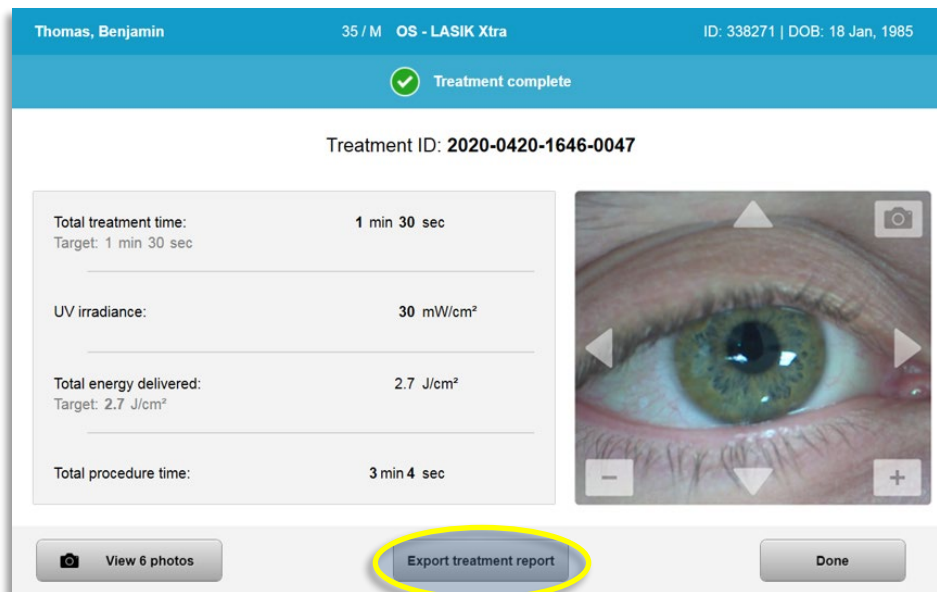 Thomas, Benjamin 35 / M OS - LASIK Xtra ID: 338271 | DOB: 18 Jan, 1985
Treatment complete
Treatment ID: 2020-0420-1646-0047
Total treatment time: 1 min 30 sec
Target: 1 min 30 sec
UV irradiance: 30 mW/cm²
Total energy delivered: 2.7 J/cm²
Target: 2.7 J/cm²
Total procedure time: 3 min 4 sec
View 6 photos Export treatment report Done